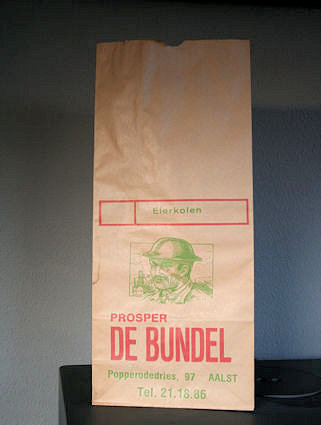 Eierkolen
PROSPER
DE BUNDEL
Popperodedries, 97 AALST
Tel. 21.18.86